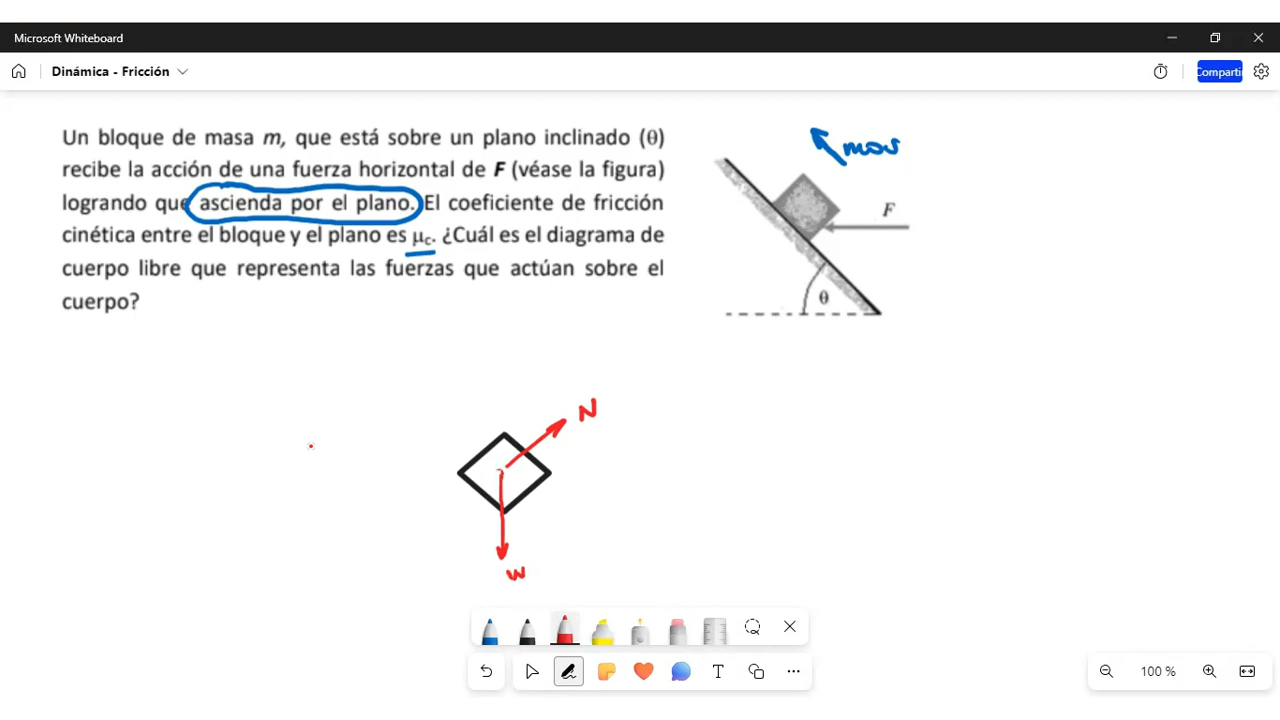 Microsoft Whiteboard
Dinámica - Fricción
Comparti
Un bloque de masa m, que está sobre un plano inclinado (θ)
recibe la acción de una fuerza horizontal de F (véase la figura)
logrando que ascienda por el plano. El coeficiente de fricción
cinética entre el bloque y el plano es μc. ¿Cuál es el diagrama de
cuerpo libre que representa las fuerzas que actúan sobre el
cuerpo?
mov
F
θ
N
W
T
100 %